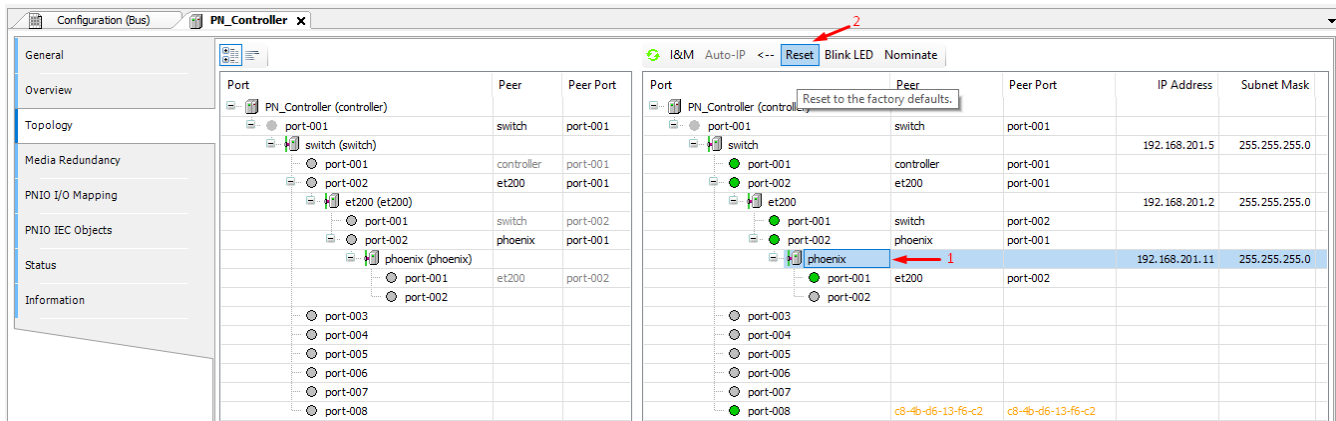 Configuration (Bus) PN_Controller x
2
General
Overview
Topology
Media Redundancy
PNIO I/O Mapping
PNIO IEC Objects
Status
Information
Port Peer Peer Port
PN_Controller (controller)
port-001 switch port-001
switch (switch)
port-001 controller port-001
port-002 et200 port-001
et200 (et200)
port-001 switch port-002
port-002 phoenix port-001
phoenix (phoenix)
port-001 et200 port-002
port-002
port-003
port-004
port-005
port-006
port-007
port-008
I&M Auto-IP <-- Reset Blink LED Nominate
Port Peer Peer Port IP Address Subnet Mask
Reset to the factory defaults.
PN_Controller (controller)
port-001 switch port-001
switch 192.168.201.5 255.255.255.0
port-001 controller port-001
port-002 et200 port-001
et200 192.168.201.2 255.255.255.0
port-001 switch port-002
port-002 phoenix port-001
phoenix 1 192.168.201.11 255.255.255.0
port-001 et200 port-002
port-002
port-003
port-004
port-005
port-006
port-007
port-008 c8-4b-d6-13-f6-c2 c8-4b-d6-13-f6-c2